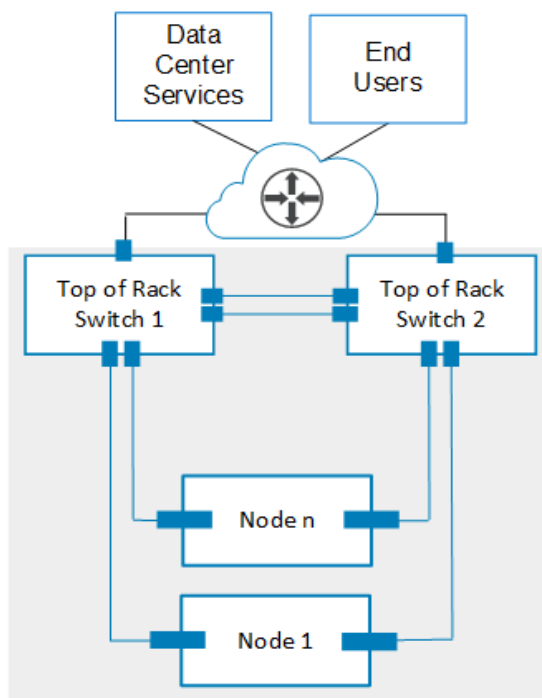 Data
Center
Services
End
Users
Top of Rack
Switch 1
Top of Rack
Switch 2
Node n
Node 1